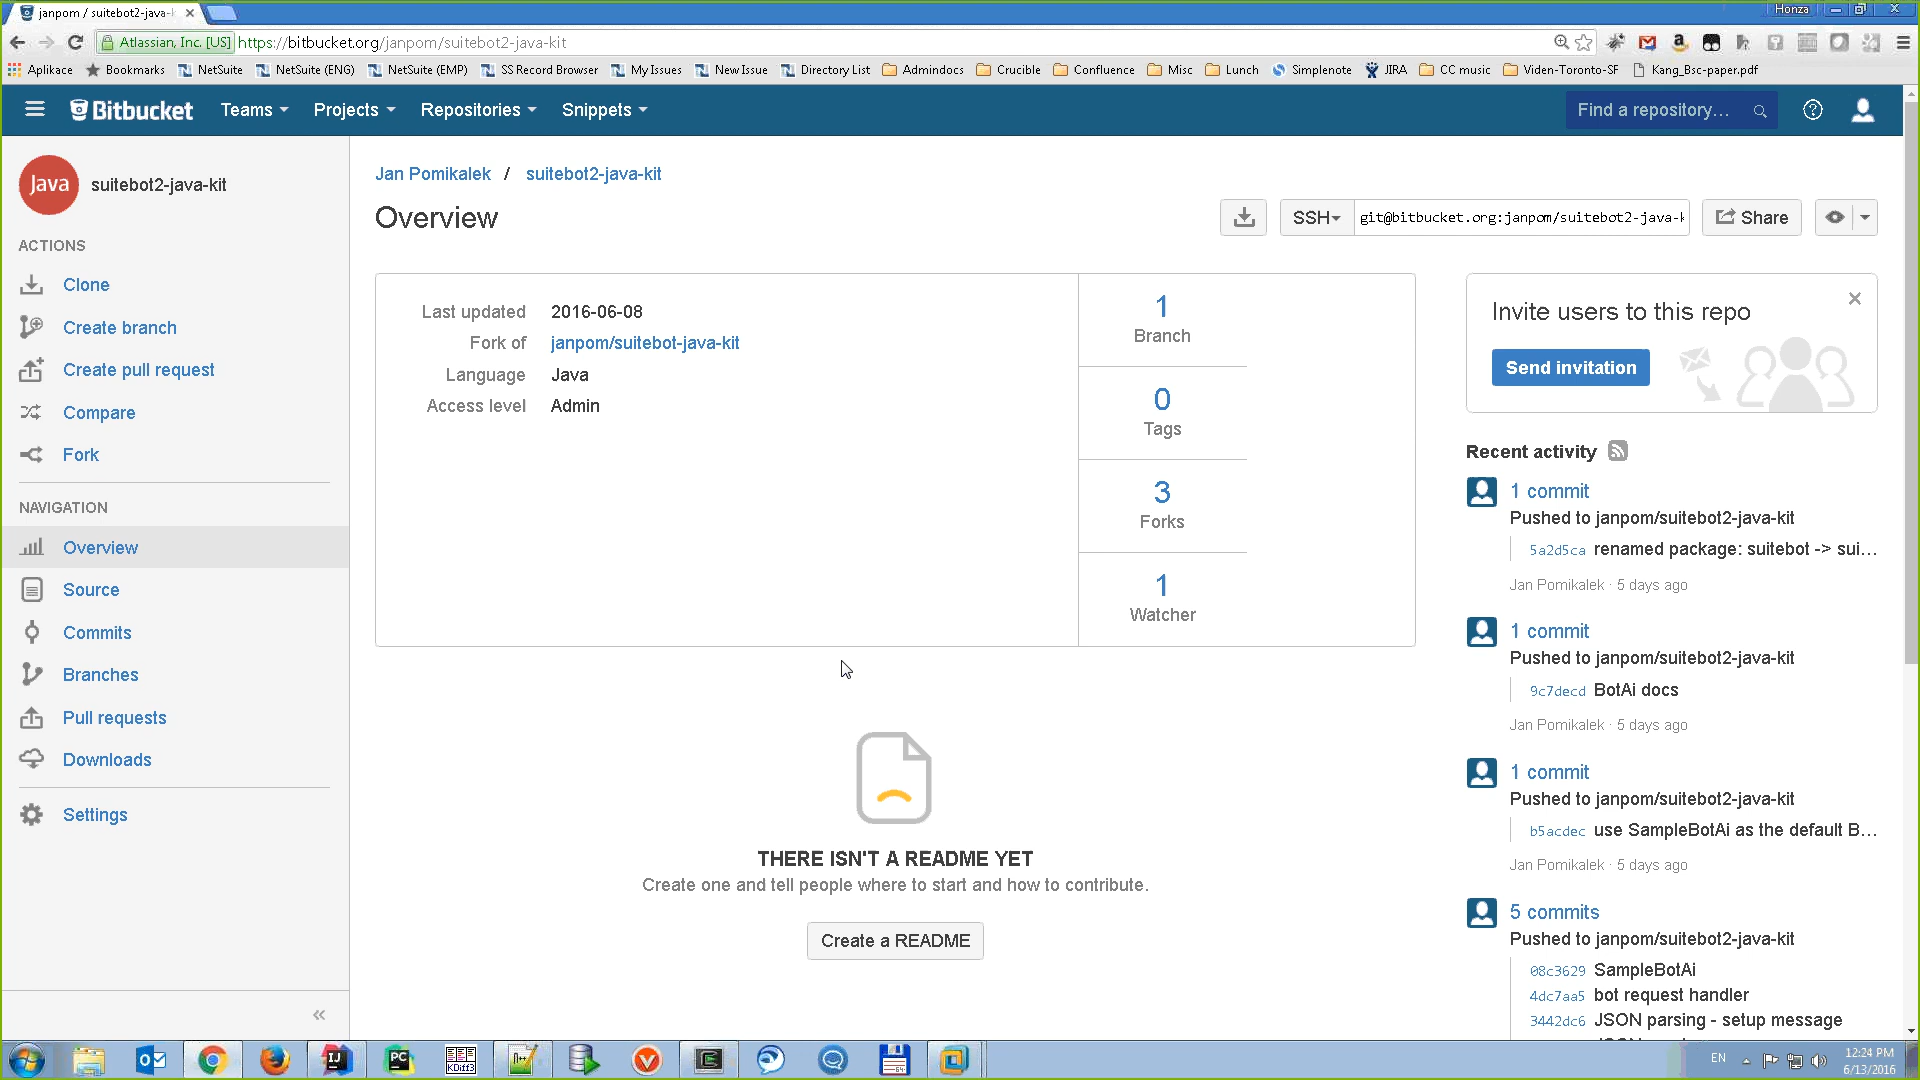 janpom / suitebot2-java-k
Honza
Atlassian, Inc. [US] https://bitbucket.org/janpom/suitebot2-java-kit
Aplikace Bookmarks NetSuite NetSuite (ENG) NetSuite (EMP) SS Record Browser My Issues New Issue Directory List Admindocs Crucible Confluence Misc Lunch Simplenote JIRA CC music Viden-Toronto-SF Kang_Bsc-paper.pdf
Bitbucket Teams Projects Repositories Snippets Find a repository...
Java suitebot2-java-kit
ACTIONS
Clone
Create branch
Create pull request
Compare
Fork
NAVIGATION
Overview
Source
Commits
Branches
Pull requests
Downloads
Settings
Jan Pomikalek / suitebot2-java-kit
Overview
SSH git@bitbucket.org:janpom/suitebot2-java-k Share
Last updated 2016-06-08
Fork of janpom/suitebot-java-kit
Language Java
Access level Admin
1
Branch
0
Tags
3
Forks
1
Watcher
THERE ISN'T A README YET
Create one and tell people where to start and how to contribute.
Create a README
Invite users to this repo
Send invitation
Recent activity
1 commit
Pushed to janpom/suitebot2-java-kit
5a2d5ca renamed package: suitebot -> sui...
Jan Pomikalek · 5 days ago
1 commit
Pushed to janpom/suitebot2-java-kit
9c7decd BotAi docs
Jan Pomikalek · 5 days ago
1 commit
Pushed to janpom/suitebot2-java-kit
b5acdec use SampleBotAi as the default B...
Jan Pomikalek · 5 days ago
5 commits
Pushed to janpom/suitebot2-java-kit
08c3629 SampleBotAi
4dc7aa5 bot request handler
3442dc6 JSON parsing - setup message
IJ PC KDiff3
EN
12:24 PM
6/13/2016